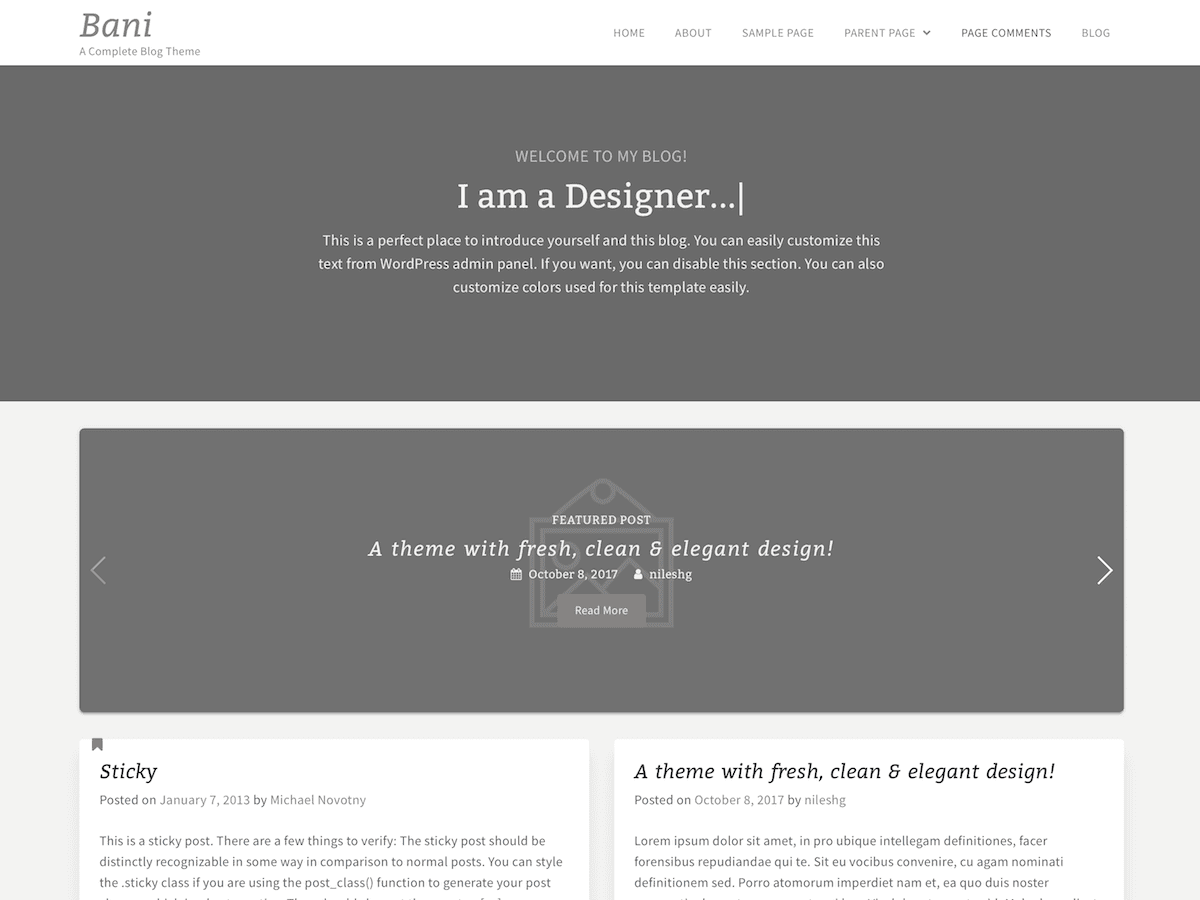 Bani
A Complete Blog Theme
HOME ABOUT SAMPLE PAGE PARENT PAGE PAGE COMMENTS BLOG
WELCOME TO MY BLOG!
I am a Designer...|
This is a perfect place to introduce yourself and this blog. You can easily customize this
text from WordPress admin panel. If you want, you can disable this section. You can also
customize colors used for this template easily.
FEATURED POST
A theme with fresh, clean & elegant design!
October 8, 2017 nileshg
Read More
Sticky
Posted on January 7, 2013 by Michael Novotny
This is a sticky post. There are a few things to verify: The sticky post should be
distinctly recognizable in some way in comparison to normal posts. You can style
the .sticky class if you are using the post_class() function to generate your post
A theme with fresh, clean & elegant design!
Posted on October 8, 2017 by nileshg
Lorem ipsum dolor sit amet, in pro ubique intellegam definitiones, facer
forensibus repudiandae qui te. Sit eu vocibus convenire, cu agam nominati
definitionem sed. Porro atomorum imperdiet nam et, ea quo duis noster